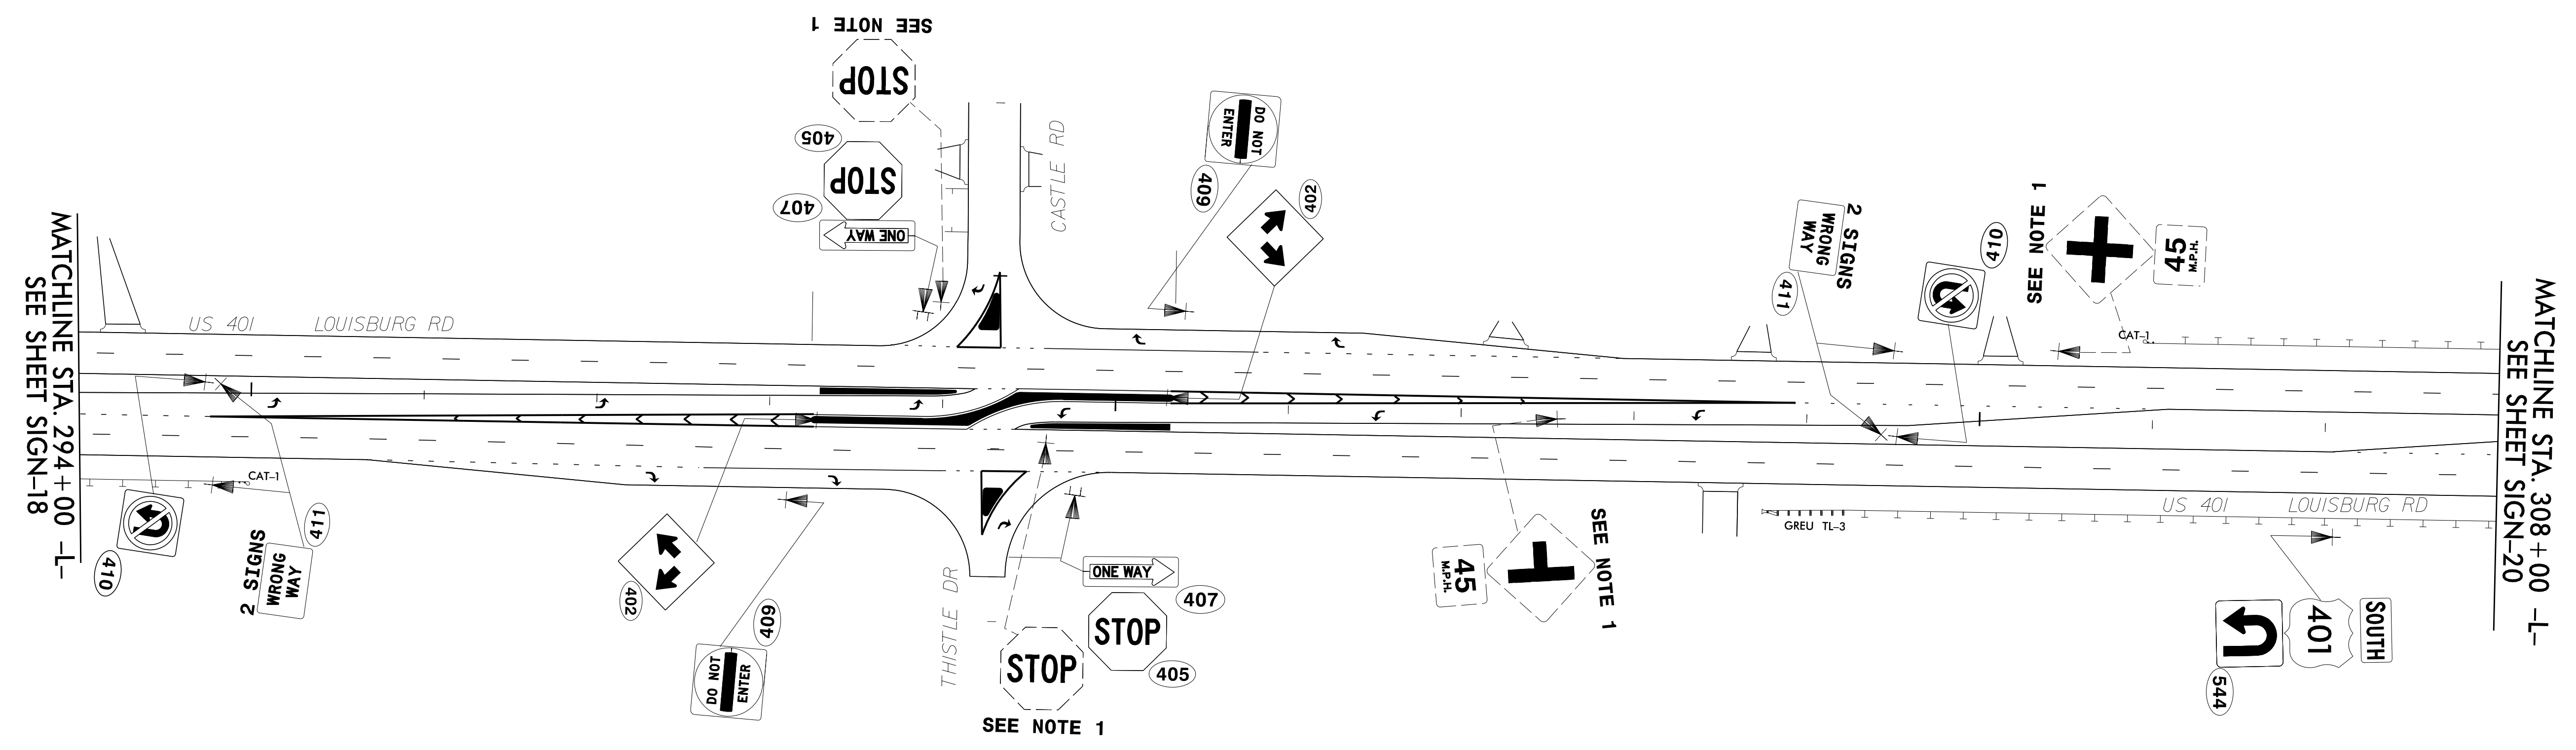 SEE NOTE 1
STOP
405
STOP
407
ONE WAY
CASTLE RD
DO NOT
ENTER
409
402
2 SIGNS
WRONG
WAY
411
410
SEE NOTE 1
45
M.P.H.
CAT-1
MATCHLINE STA. 294+00 -L-
SEE SHEET SIGN-18
US 401
LOUISBURG RD
MATCHLINE STA. 308+00 -L-
SEE SHEET SIGN-20
CAT-1
410
411
2 SIGNS
WRONG
WAY
402
409
DO NOT
ENTER
THISTLE DR
ONE WAY
407
STOP
405
STOP
SEE NOTE 1
45
M.P.H.
SEE NOTE 1
GREU TL-3
US 401
LOUISBURG RD
401
SOUTH
544